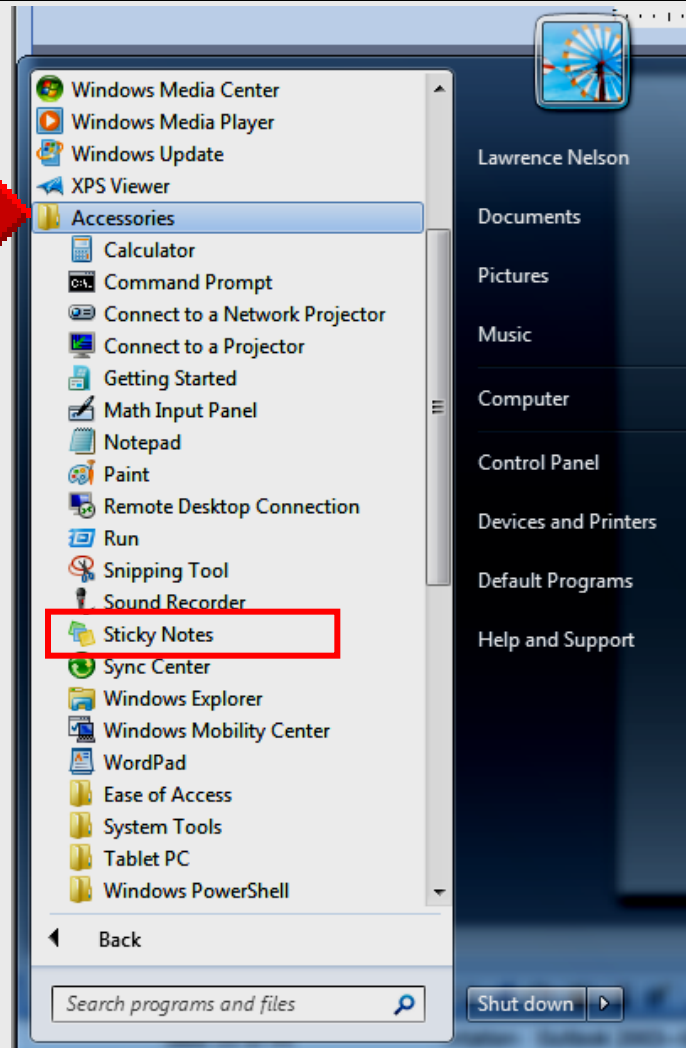 Windows Media Center
Windows Media Player
Windows Update
XPS Viewer
Accessories
Calculator
Command Prompt
Connect to a Network Projector
Connect to a Projector
Getting Started
Math Input Panel
Notepad
Paint
Remote Desktop Connection
Run
Snipping Tool
Sound Recorder
Sticky Notes
Sync Center
Windows Explorer
Windows Mobility Center
WordPad
Ease of Access
System Tools
Tablet PC
Windows PowerShell
Back
Search programs and files
Lawrence Nelson
Documents
Pictures
Music
Computer
Control Panel
Devices and Printers
Default Programs
Help and Support
Shut down